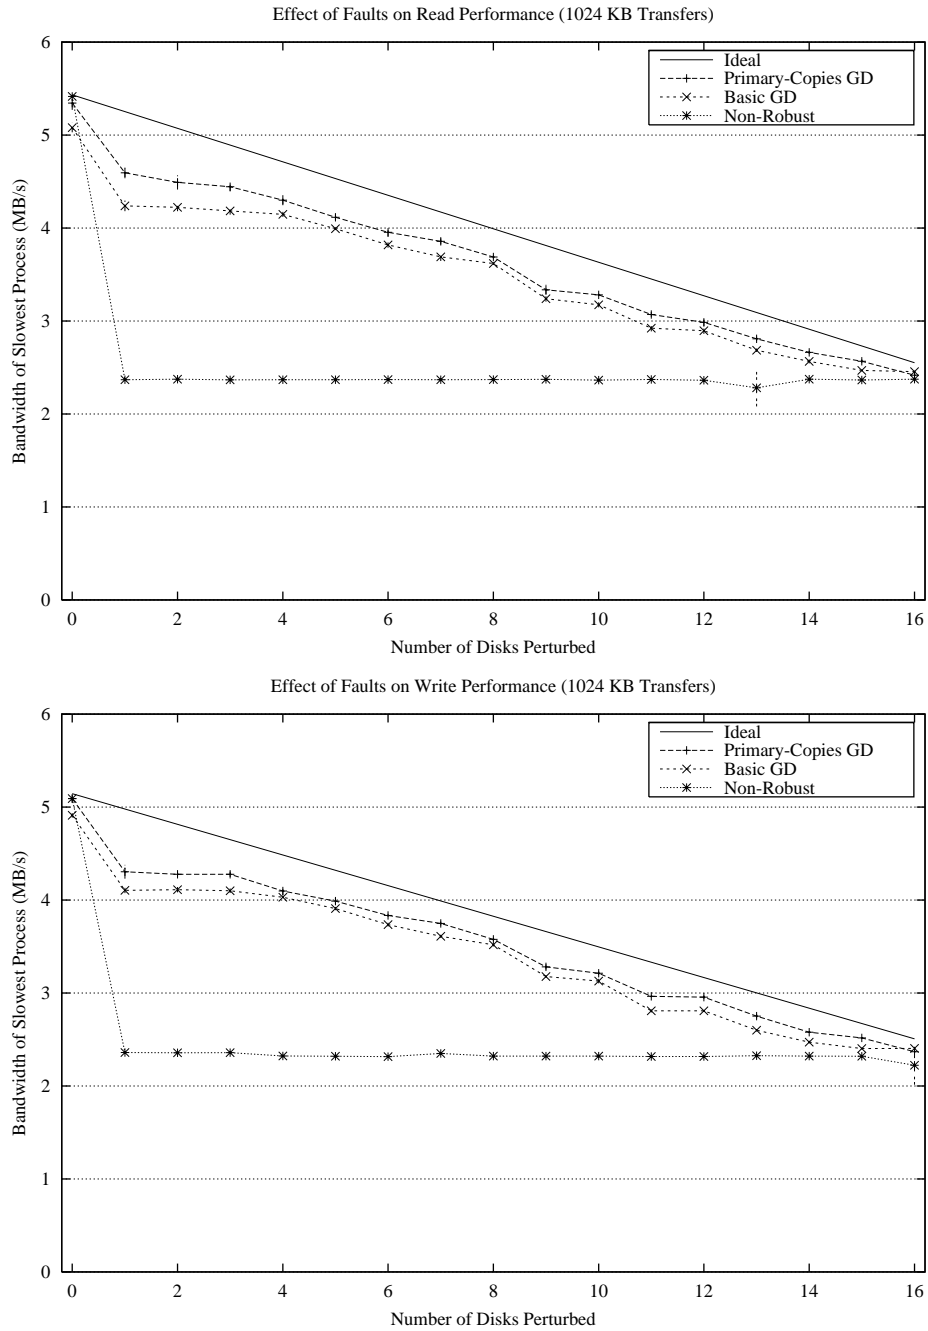 Effect of Faults on Read Performance (1024 KB Transfers)
6
5
4
3
2
1
0
Bandwidth of Slowest Process (MB/s)
Ideal
Primary-Copies GD
Basic GD
Non-Robust
0 2 4 6 8 10 12 14 16
Number of Disks Perturbed
Effect of Faults on Write Performance (1024 KB Transfers)
6
5
4
3
2
1
0
Bandwidth of Slowest Process (MB/s)
Ideal
Primary-Copies GD
Basic GD
Non-Robust
0 2 4 6 8 10 12 14 16
Number of Disks Perturbed